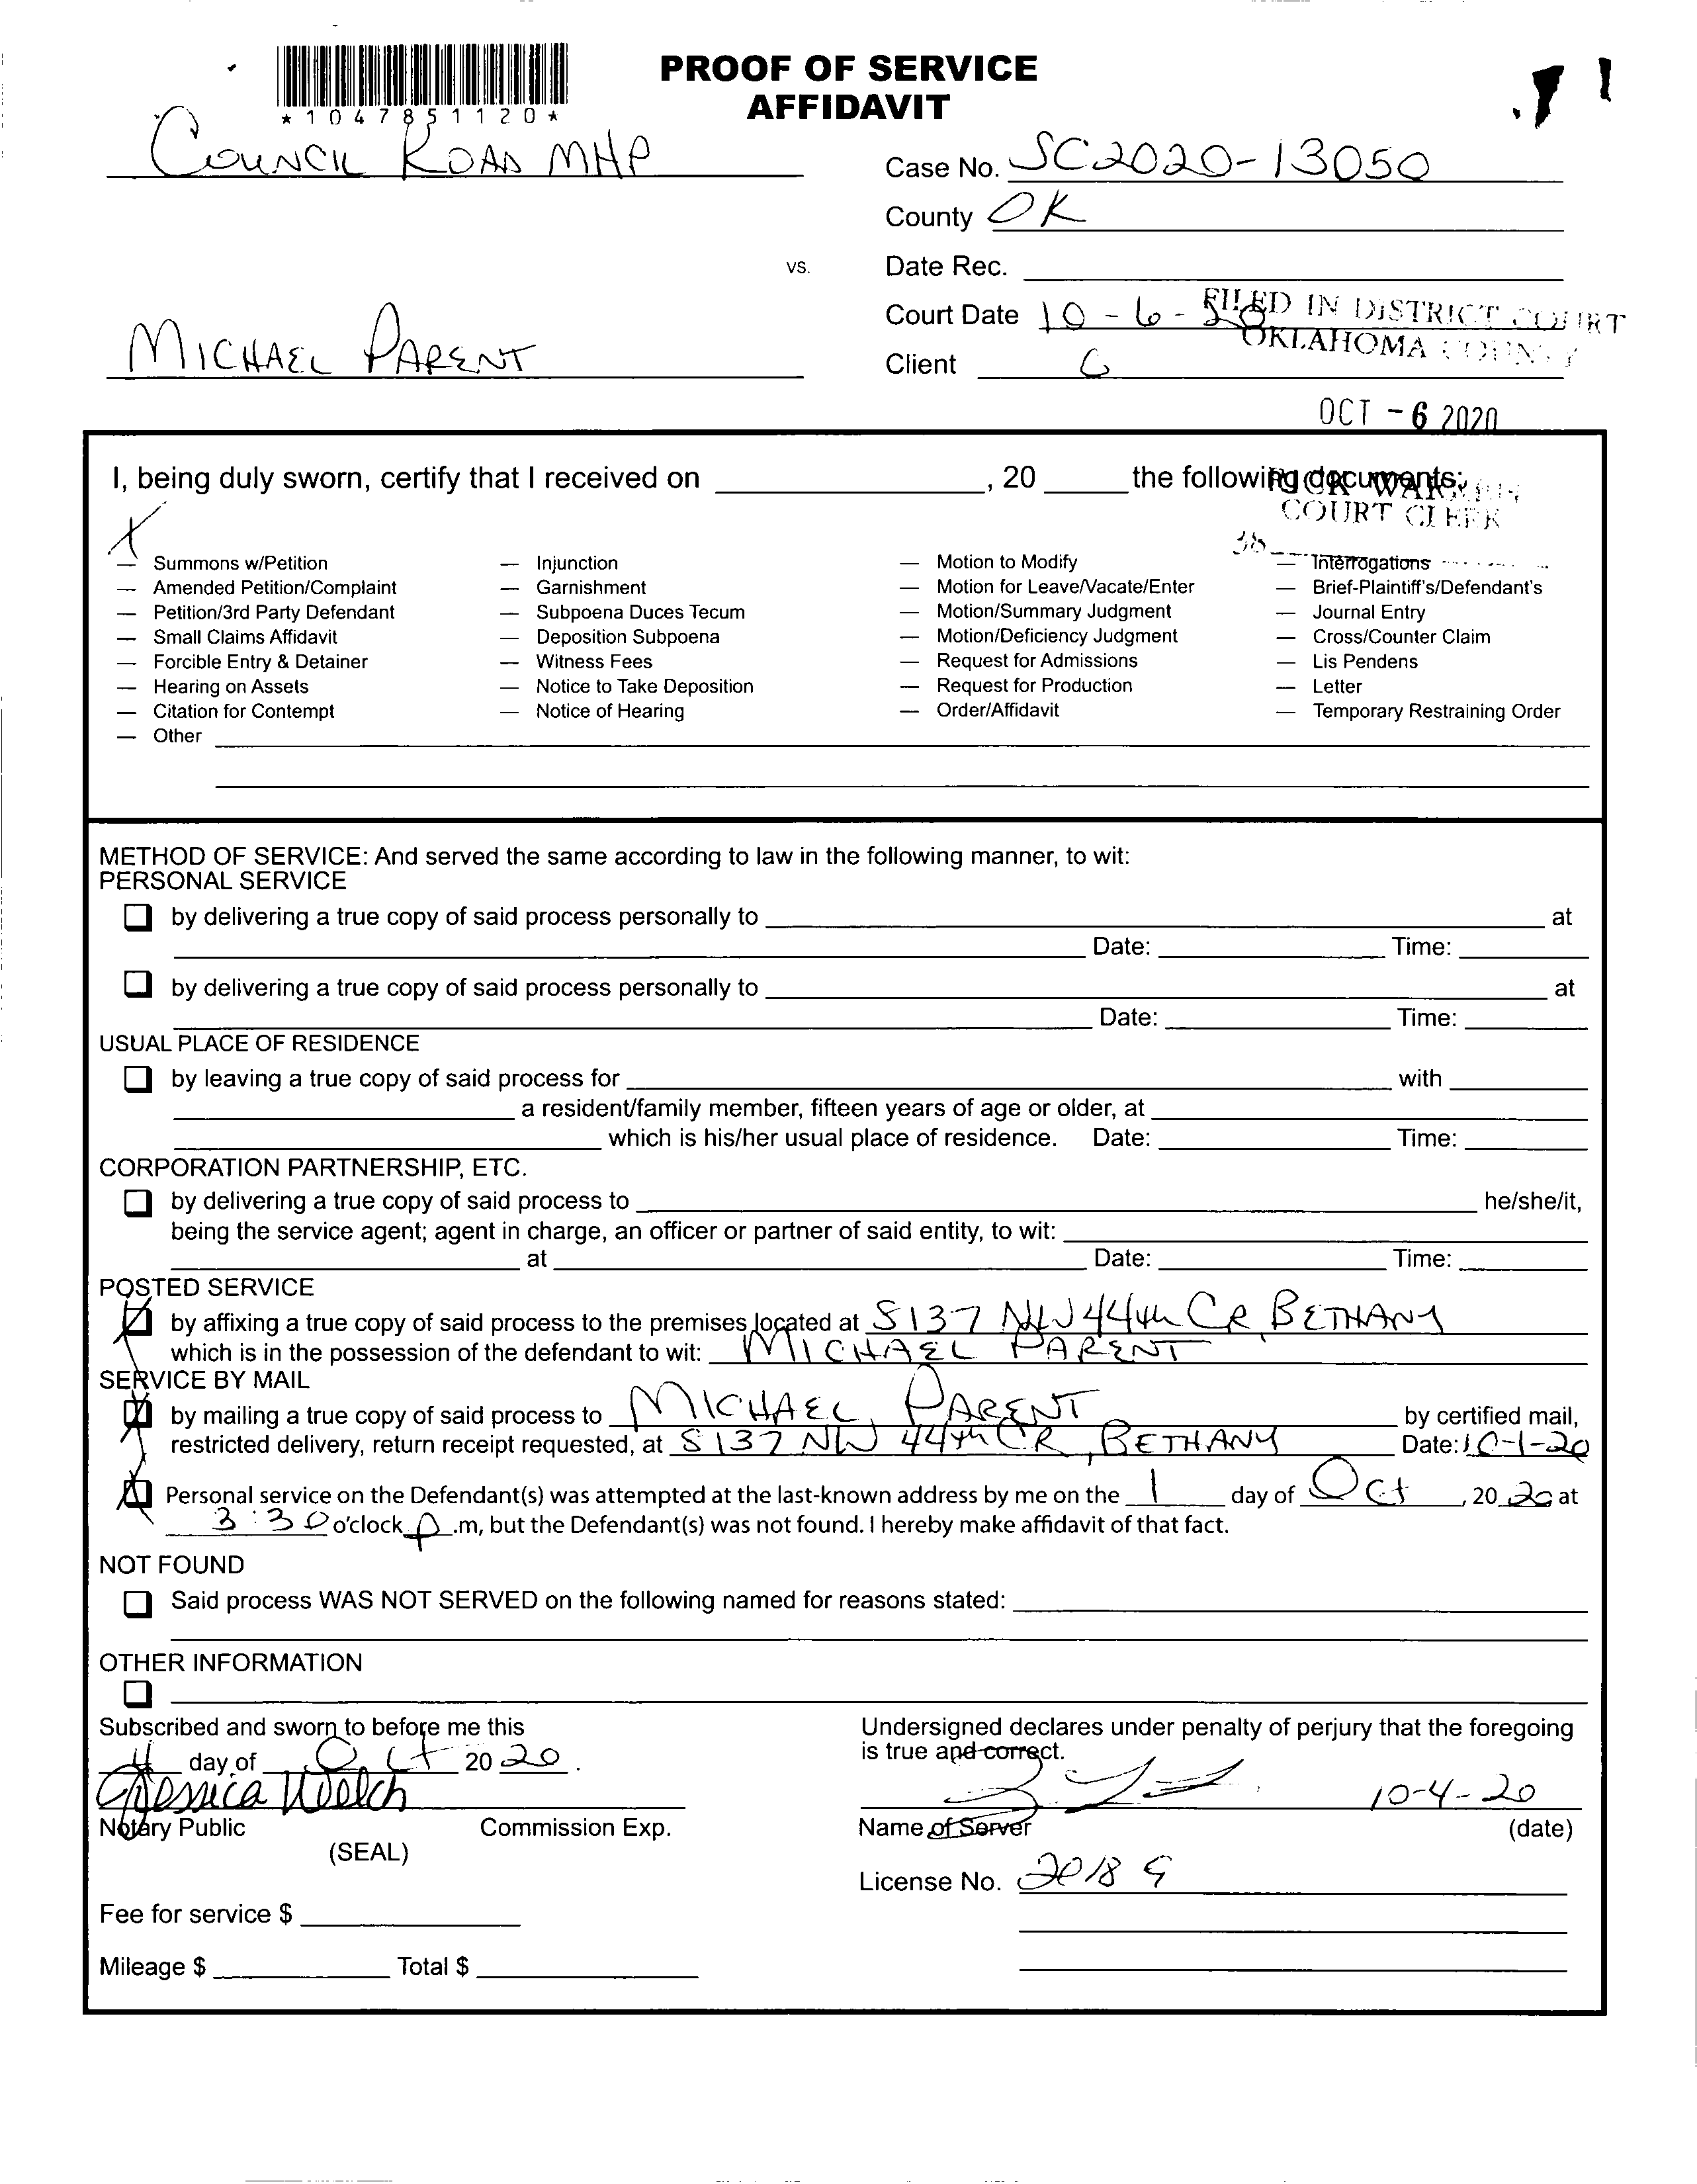 PROOF OF SERVICE
AFFIDAVIT
*1047851120*
COUNCIL ROAD MHP
Case No. SC2020-13050
County OK
vs.
Date Rec.
Court Date 10-6-20
FILED IN DISTRICT COURT
OKLAHOMA COUNTY
MICHAEL PARENT
Client C
OCT -6 2020
I, being duly sworn, certify that I received on ______, 20 ____ the following documents:
RICK WARREN
COURT CLERK
38
X
— Summons w/Petition — Injunction — Motion to Modify — Interrogations
— Amended Petition/Complaint — Garnishment — Motion for Leave/Vacate/Enter — Brief-Plaintiff's/Defendant's
— Petition/3rd Party Defendant — Subpoena Duces Tecum — Motion/Summary Judgment — Journal Entry
— Small Claims Affidavit — Deposition Subpoena — Motion/Deficiency Judgment — Cross/Counter Claim
— Forcible Entry & Detainer — Witness Fees — Request for Admissions — Lis Pendens
— Hearing on Assets — Notice to Take Deposition — Request for Production — Letter
— Citation for Contempt — Notice of Hearing — Order/Affidavit — Temporary Restraining Order
— Other
METHOD OF SERVICE: And served the same according to law in the following manner, to wit:
PERSONAL SERVICE
by delivering a true copy of said process personally to ______ at
Date: ______ Time: ______
by delivering a true copy of said process personally to ______ at
Date: ______ Time: ______
USUAL PLACE OF RESIDENCE
by leaving a true copy of said process for ______ with ______
a resident/family member, fifteen years of age or older, at ______
which is his/her usual place of residence. Date: ______ Time: ______
CORPORATION PARTNERSHIP, ETC.
by delivering a true copy of said process to ______ he/she/it,
being the service agent; agent in charge, an officer or partner of said entity, to wit: ______
at ______ Date: ______ Time: ______
POSTED SERVICE
by affixing a true copy of said process to the premises located at 8137 NW 44th CR BETHANY
which is in the possession of the defendant to wit: MICHAEL PARENT
SERVICE BY MAIL
by mailing a true copy of said process to MICHAEL PARENT by certified mail,
restricted delivery, return receipt requested, at 8137 NW 44th CR, BETHANY Date: 10-1-20
Personal service on the Defendant(s) was attempted at the last-known address by me on the 1 day of Oct, 20 20 at
3:30 o'clock p.m, but the Defendant(s) was not found. I hereby make affidavit of that fact.
NOT FOUND
Said process WAS NOT SERVED on the following named for reasons stated:
OTHER INFORMATION
Subscribed and sworn to before me this
4 day of Oct 20 20.
Jessica Welch
Notary Public Commission Exp.
(SEAL)
Undersigned declares under penalty of perjury that the foregoing
is true and correct.
10-4-20
Name of Server (date)
License No. 2018 9
Fee for service $
Mileage $ ______ Total $ ______